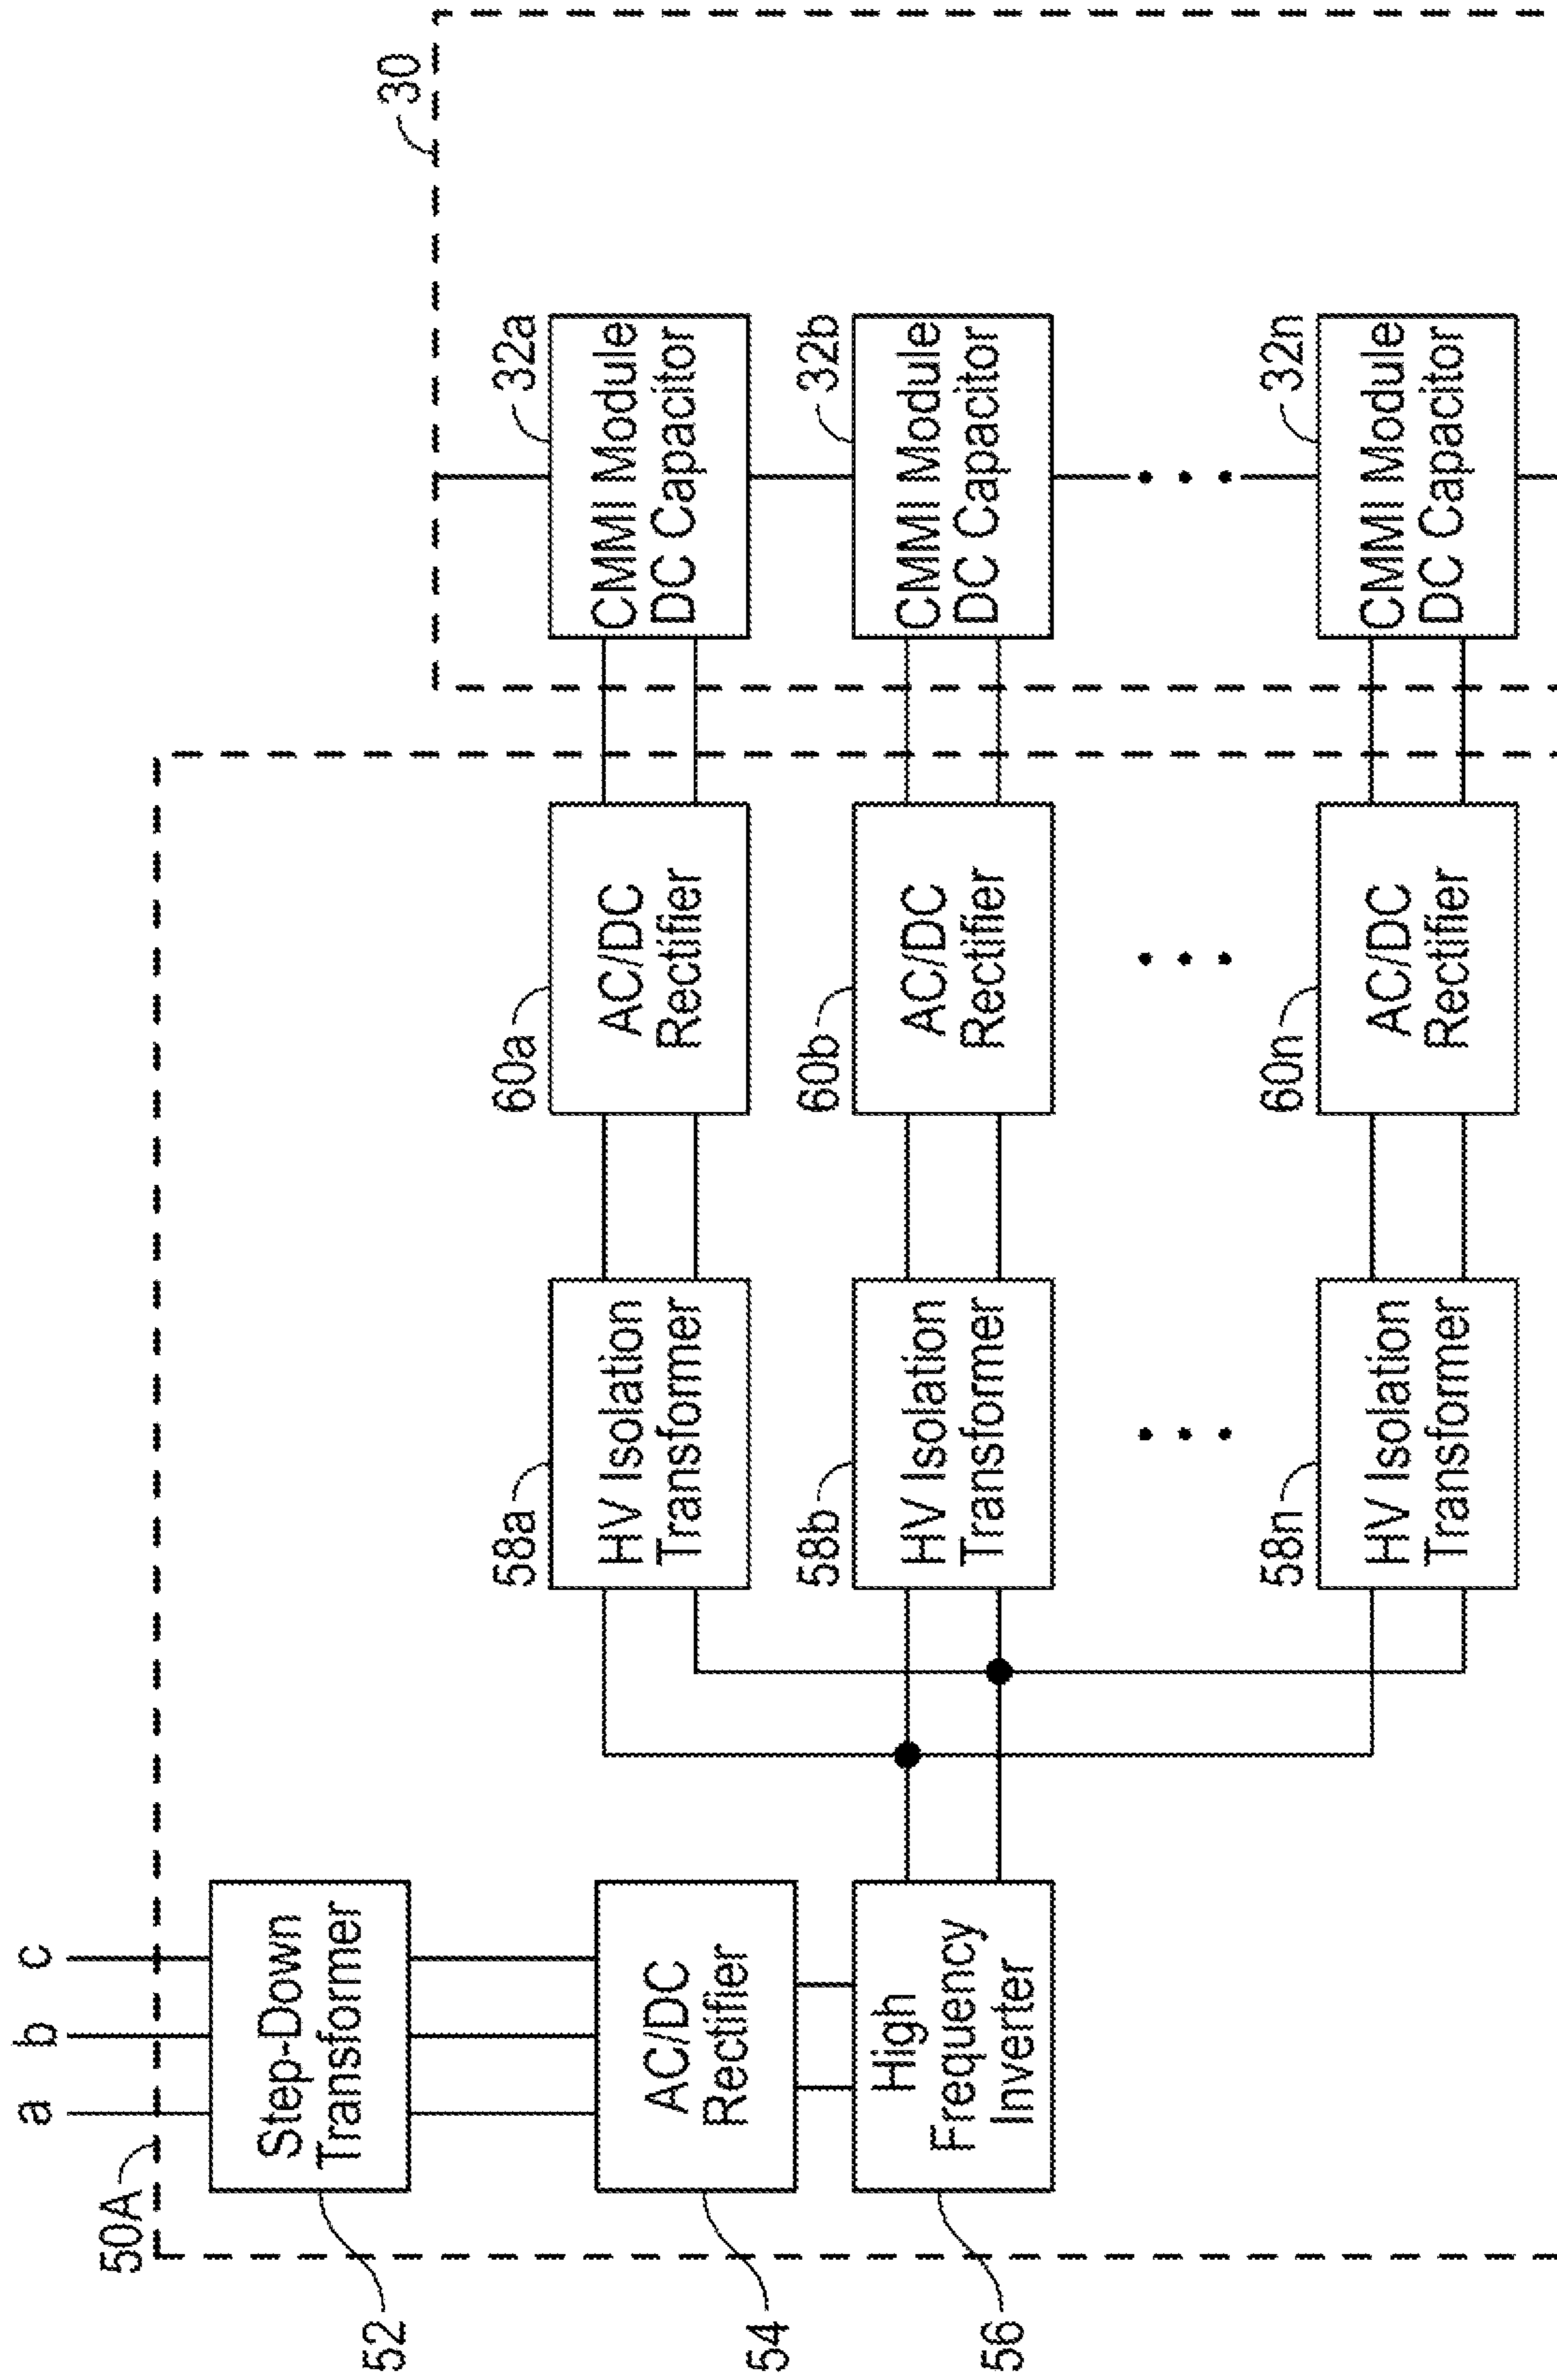 a
b
c
50A
30
52
Step-Down
Transformer
54
AC/DC
Rectifier
56
High
Frequency
Inverter
58a
HV Isolation
Transformer
60a
AC/DC
Rectifier
32a
CMMI Module
DC Capacitor
58b
HV Isolation
Transformer
60b
AC/DC
Rectifier
32b
CMMI Module
DC Capacitor
58n
HV Isolation
Transformer
60n
AC/DC
Rectifier
32n
CMMI Module
DC Capacitor